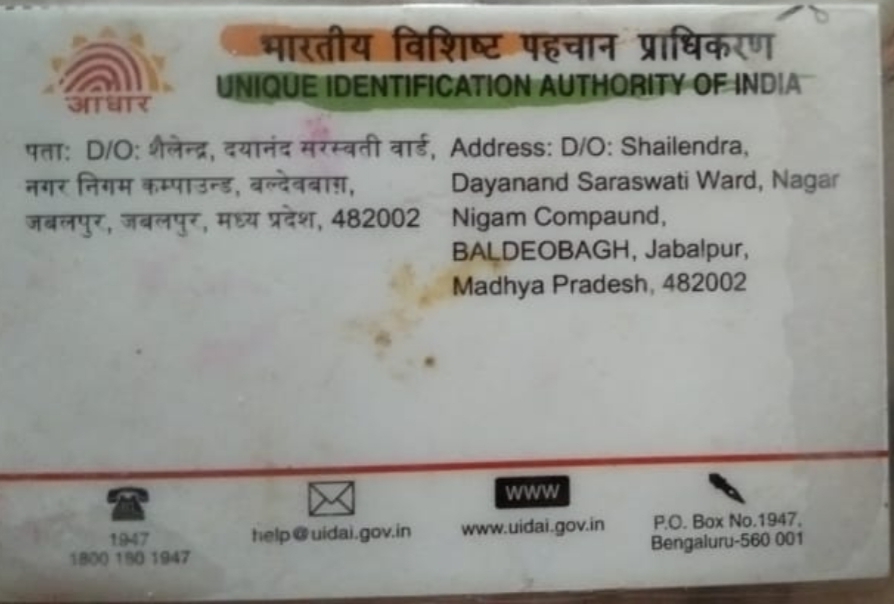 भारतीय विशिष्ट पहचान प्राधिकरण
UNIQUE IDENTIFICATION AUTHORITY OF INDIA
आधार
पता: D/O: शैलेन्द्र, दयानंद सरस्वती वार्ड,
नगर निगम कम्पाउन्ड, बल्देवबाग़,
जबलपुर, जबलपुर, मध्य प्रदेश, 482002
Address: D/O: Shailendra,
Dayanand Saraswati Ward, Nagar
Nigam Compaund,
BALDEOBAGH, Jabalpur,
Madhya Pradesh, 482002
1947
1800 180 1947
help@uidai.gov.in
www
www.uidai.gov.in
P.O. Box No.1947,
Bengaluru-560 001